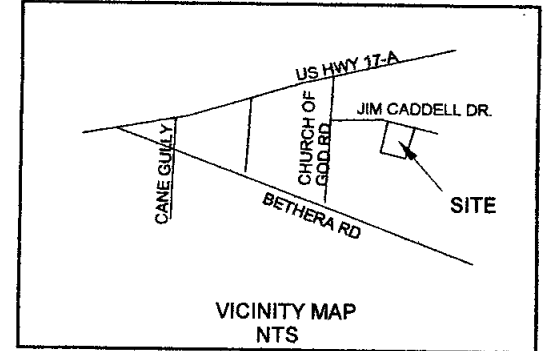 US HWY 17-A
JIM CADDELL DR.
CHURCH OF
GOD RD
CANE GULLY
BETHERA RD
SITE
VICINITY MAP
NTS